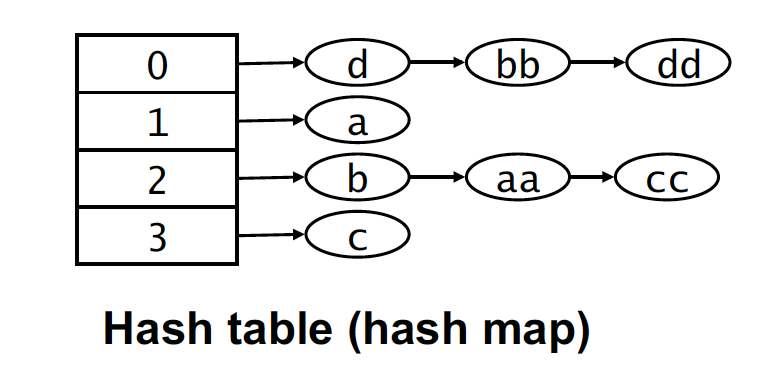 0 d bb dd
1 a
2 b aa cc
3 c
Hash table (hash map)